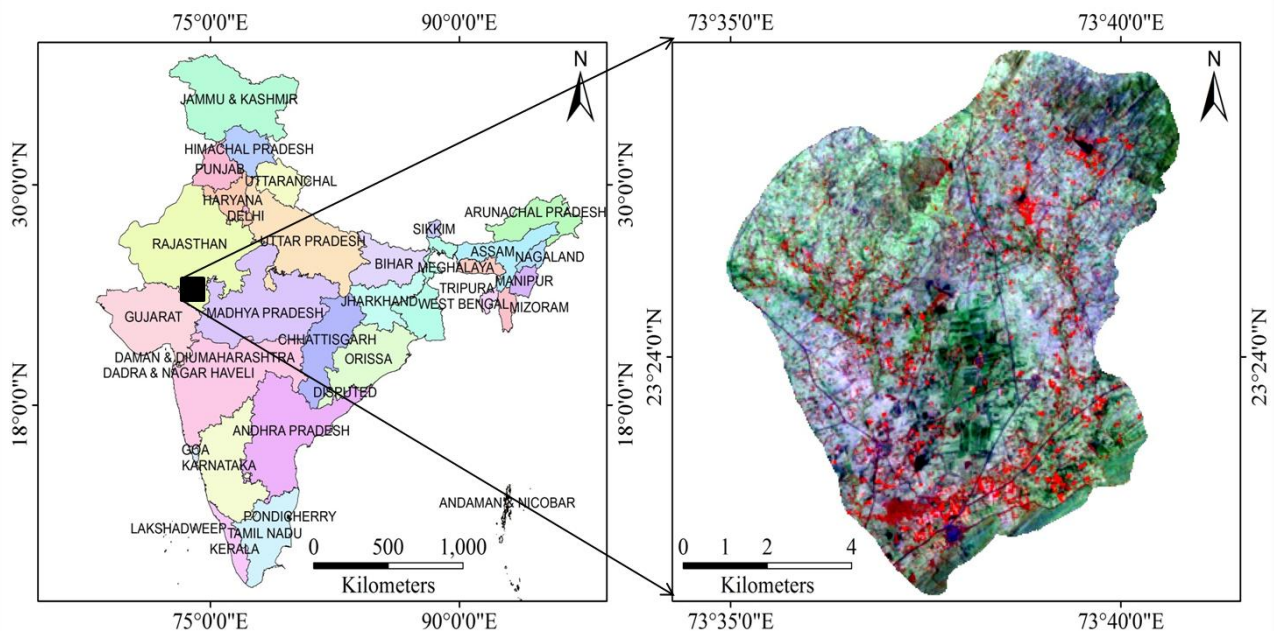 75°0'0"E 90°0'0"E
73°35'0"E 73°40'0"E
N
N
JAMMU & KASHMIR
HIMACHAL PRADESH
PUNJAB
UTTARANCHAL
HARYANA
DELHI
RAJASTHAN
UTTAR PRADESH
SIKKIM
ARUNACHAL PRADESH
ASSAM
NAGALAND
BIHAR
MEGHALAYA
MANIPUR
TRIPURA
JHARKHAND
WEST BENGAL
MIZORAM
GUJARAT
MADHYA PRADESH
CHHATTISGARH
DAMAN & DIU
MAHARASHTRA
ORISSA
DADRA & NAGAR HAVELI
DISPUTED
ANDHRA PRADESH
GOA
KARNATAKA
ANDAMAN & NICOBAR
PONDICHERRY
LAKSHADWEEP
TAMIL NADU
KERALA
30°0'0"N
18°0'0"N
30°0'0"N
18°0'0"N
23°24'0"N
23°24'0"N
0 500 1,000
Kilometers
0 1 2 4
Kilometers
75°0'0"E 90°0'0"E
73°35'0"E 73°40'0"E